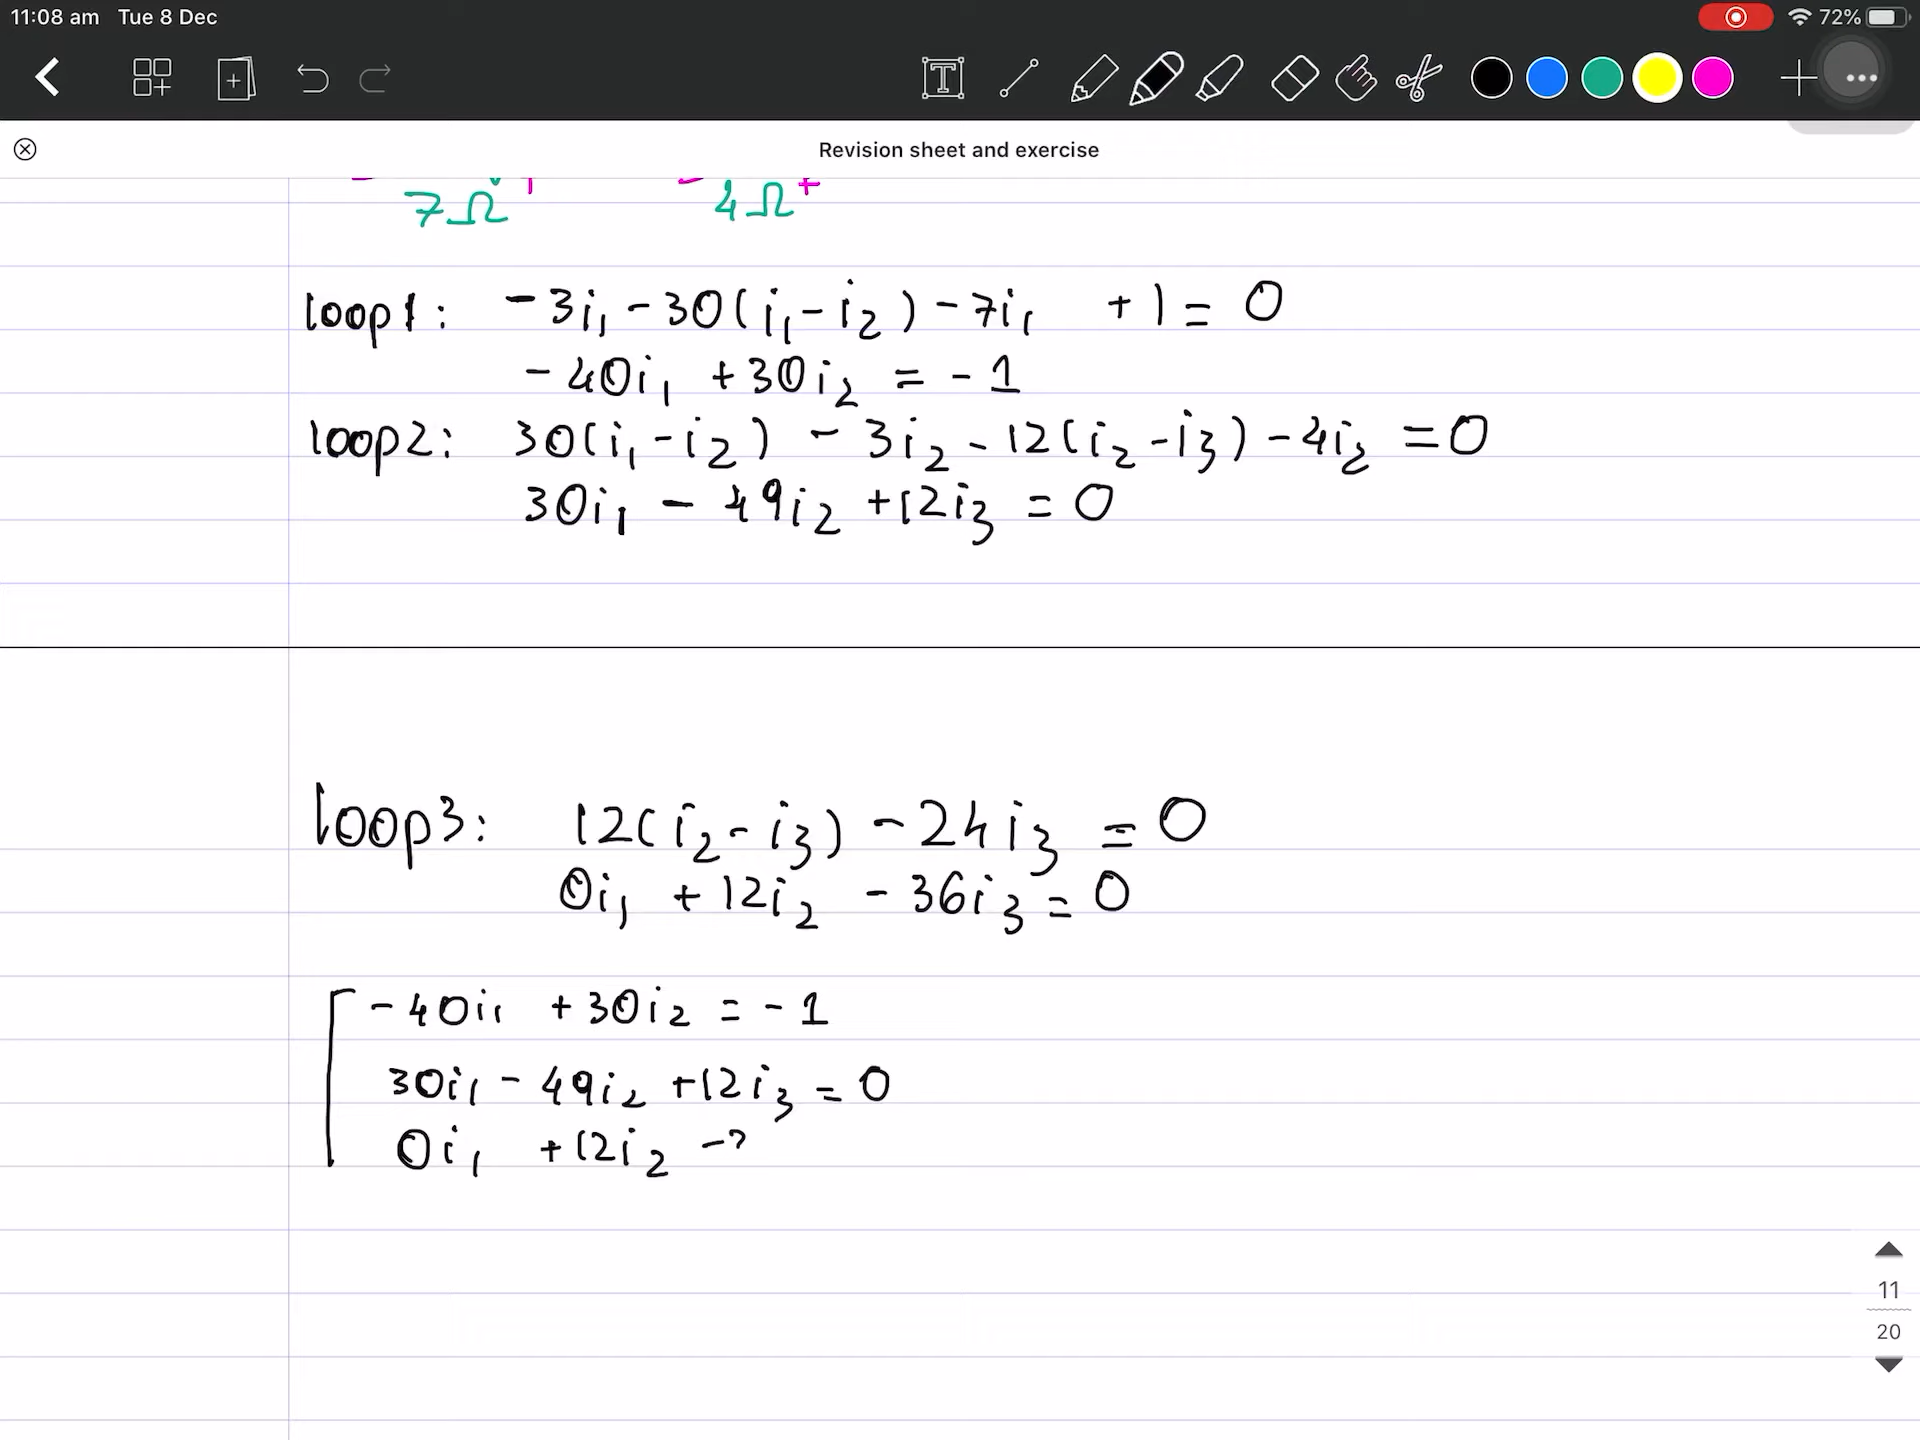 11:08 am Tue 8 Dec 72%
Revision sheet and exercise
7Ω 4Ω
loop1: -3i₁ - 30(i₁ - i₂) - 7i₁ + 1 = 0
-40i₁ + 30i₂ = -1
loop2: 30(i₁ - i₂) - 3i₂ - 12(i₂ - i₃) - 4i₂ = 0
30i₁ - 49i₂ + 12i₃ = 0
loop3: 12(i₂ - i₃) - 24i₃ = 0
0i₁ + 12i₂ - 36i₃ = 0
-40i₁ + 30i₂ = -1
30i₁ - 49i₂ + 12i₃ = 0
0i₁ + 12i₂ -
11
20